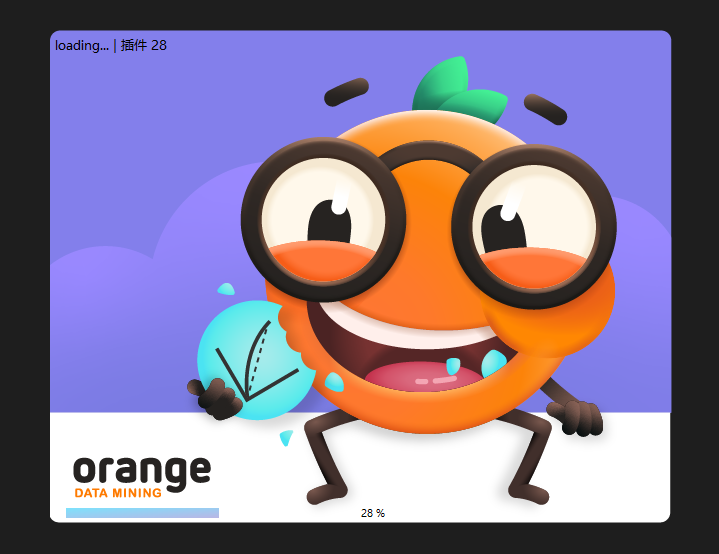 loading... | 插件 28
orange
DATA MINING
28 %